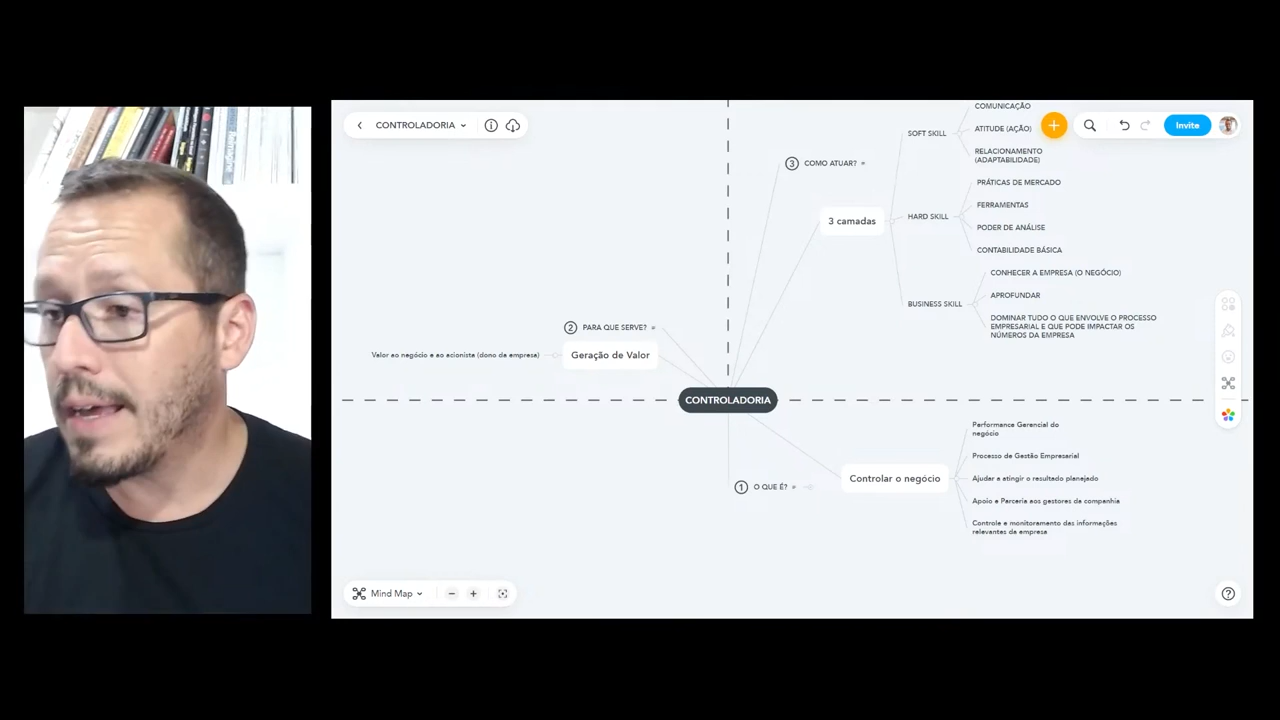 CONTROLADORIA
Invite
COMUNICAÇÃO
SOFT SKILL
ATITUDE (AÇÃO)
RELACIONAMENTO
(ADAPTABILIDADE)
3 COMO ATUAR?
PRÁTICAS DE MERCADO
3 camadas
FERRAMENTAS
HARD SKILL
PODER DE ANÁLISE
CONTABILIDADE BÁSICA
CONHECER A EMPRESA (O NEGÓCIO)
BUSINESS SKILL
APROFUNDAR
DOMINAR TUDO O QUE ENVOLVE O PROCESSO
EMPRESARIAL E QUE PODE IMPACTAR OS
NÚMEROS DA EMPRESA
2 PARA QUE SERVE?
Valor ao negócio e ao acionista (dono da empresa)
Geração de Valor
CONTROLADORIA
1 O QUE É?
Controlar o negócio
Performance Gerencial do
negócio
Processo de Gestão Empresarial
Ajudar a atingir o resultado planejado
Apoio e Parceria aos gestores da companhia
Controle e monitoramento das informações
relevantes da empresa
Mind Map